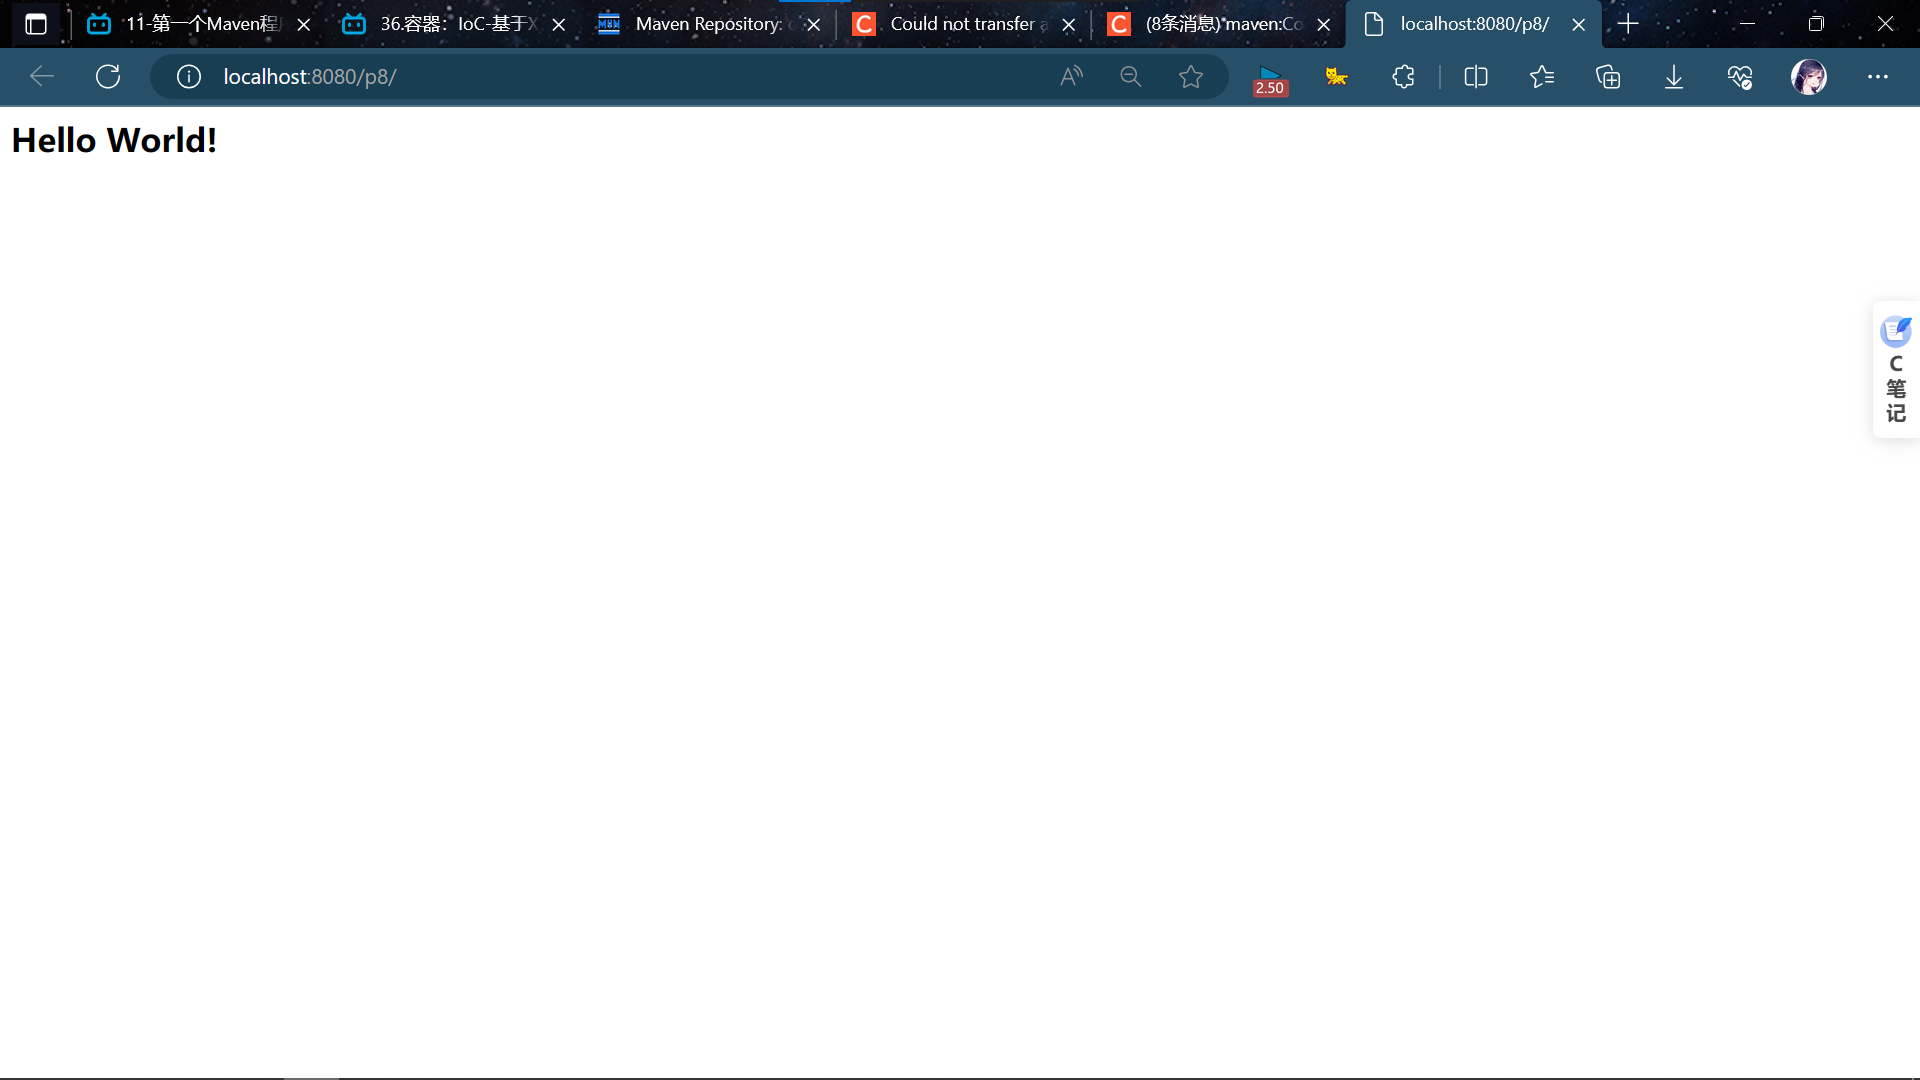 11-第一个Maven程
36.容器：IoC-基于X
Maven Repository:
Could not transfer a
(8条消息) maven:Co
localhost:8080/p8/
localhost:8080/p8/
2.50
Hello World!
C
笔
记